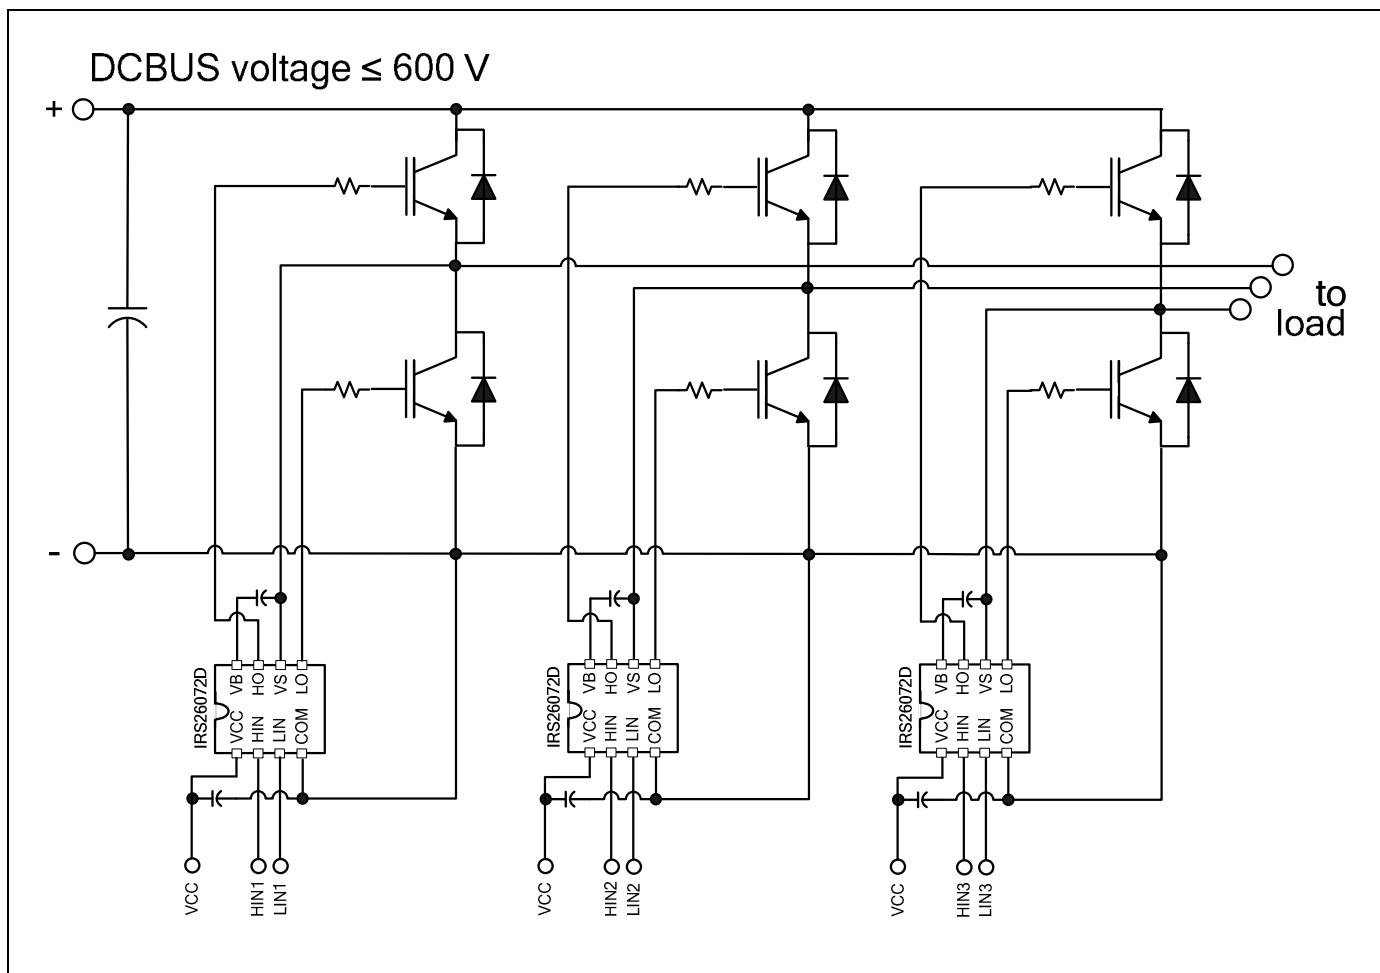 DCBUS voltage ≤ 600 V
+
to
load
-
IRS26072D
VB
HO
VS
LO
VCC
HIN
LIN
COM
IRS26072D
VB
HO
VS
LO
VCC
HIN
LIN
COM
IRS26072D
VB
HO
VS
LO
VCC
HIN
LIN
COM
VCC
HIN1
LIN1
VCC
HIN2
LIN2
VCC
HIN3
LIN3